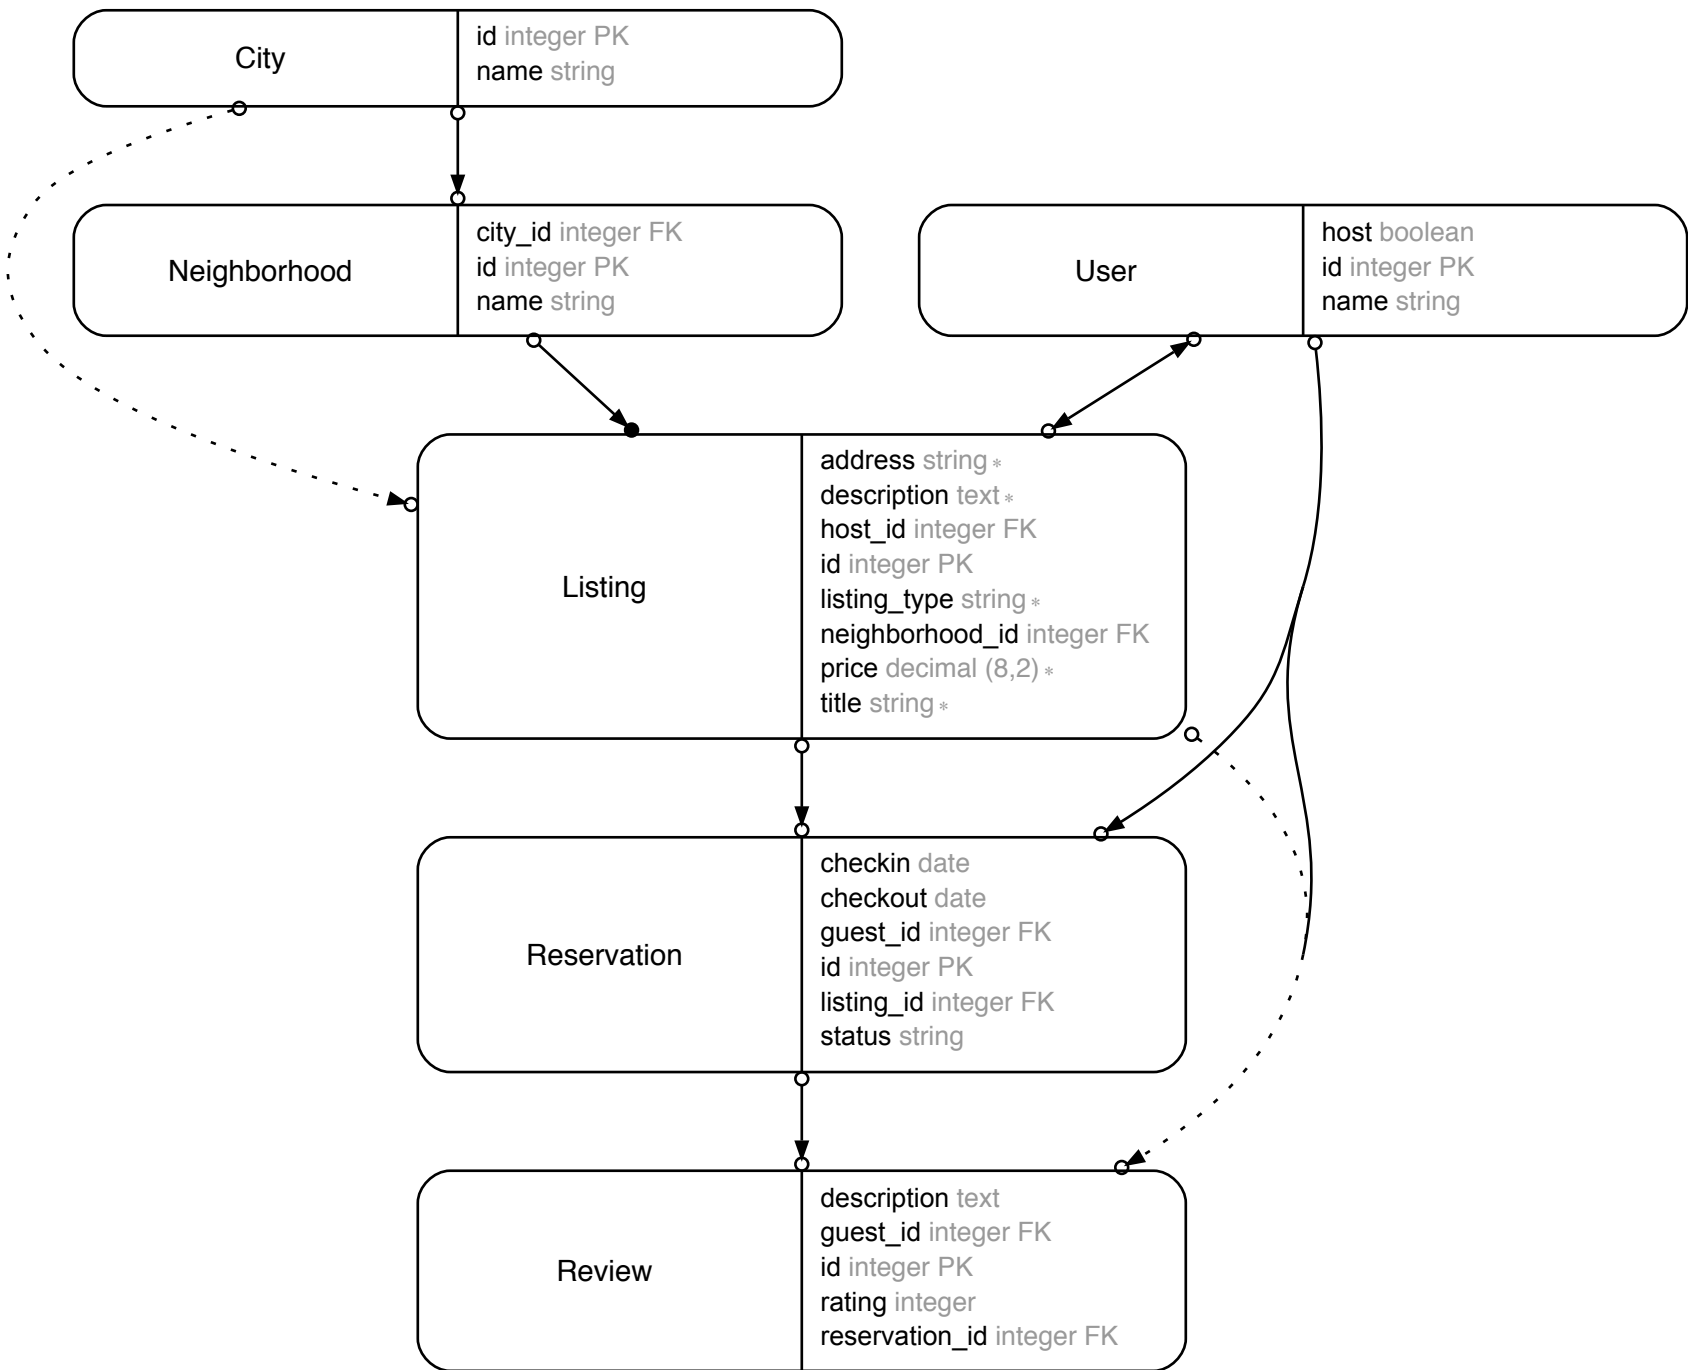 City
id integer PK
name string
Neighborhood
city_id integer FK
id integer PK
name string
User
host boolean
id integer PK
name string
Listing
address string *
description text *
host_id integer FK
id integer PK
listing_type string *
neighborhood_id integer FK
price decimal (8,2) *
title string *
Reservation
checkin date
checkout date
guest_id integer FK
id integer PK
listing_id integer FK
status string
Review
description text
guest_id integer FK
id integer PK
rating integer
reservation_id integer FK